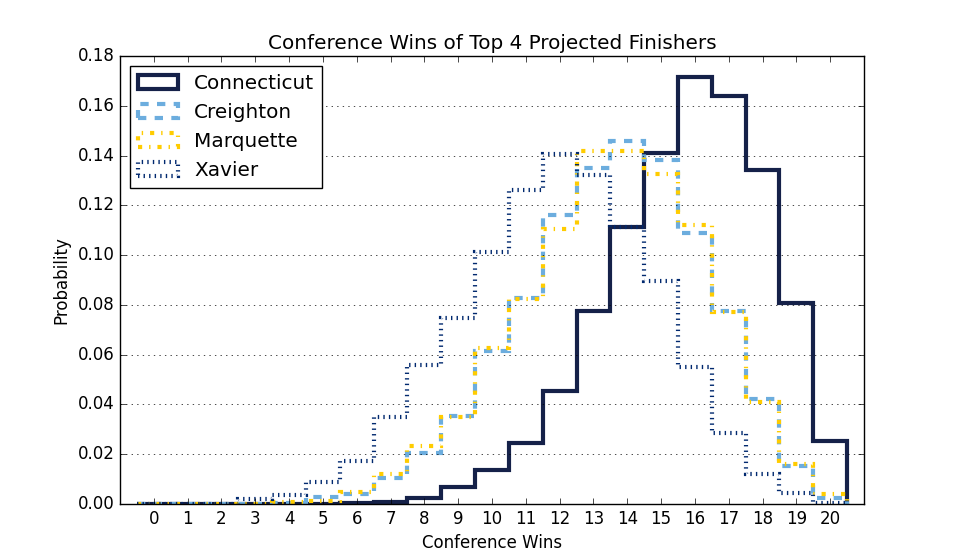 Conference Wins of Top 4 Projected Finishers
0.18
0.16
0.14
0.12
0.10
0.08
0.06
0.04
0.02
0.00
Probability
Connecticut
Creighton
Marquette
Xavier
0 1 2 3 4 5 6 7 8 9 10 11 12 13 14 15 16 17 18 19 20
Conference Wins